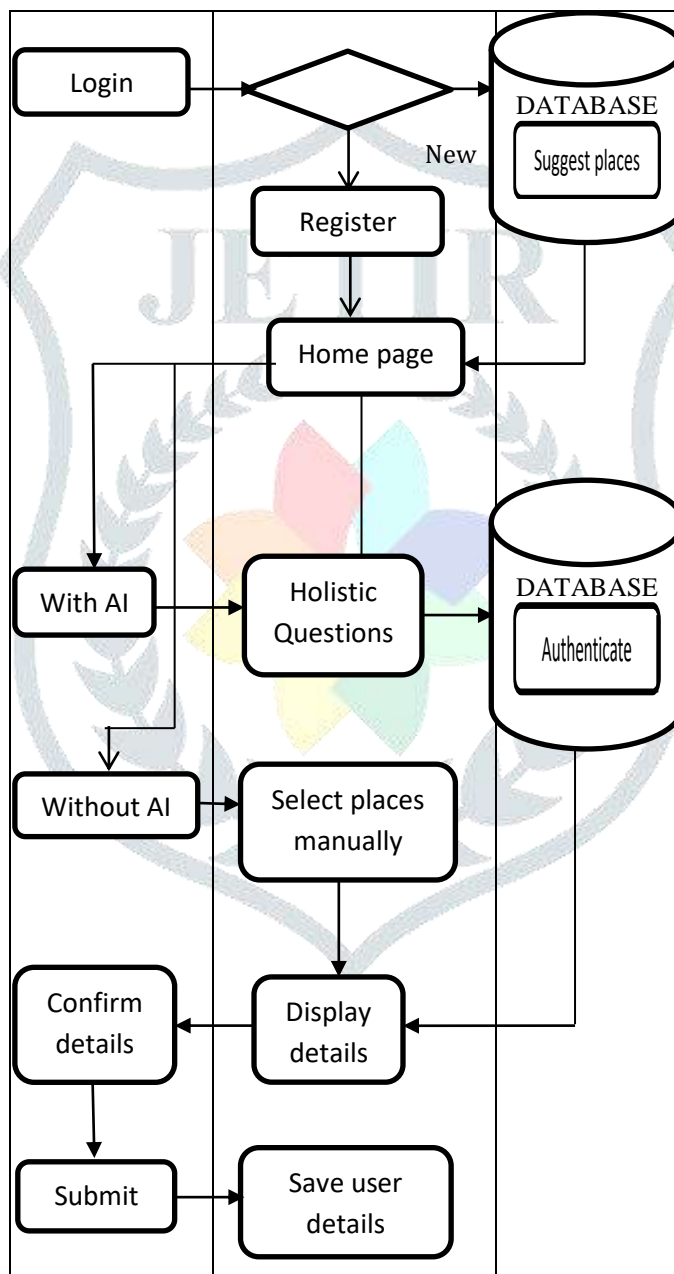 Login
DATABASE
Suggest places
New
Register
JETIR
Home page
With AI
Holistic
Questions
DATABASE
Authenticate
Without AI
Select places
manually
Confirm
details
Display
details
Submit
Save user
details